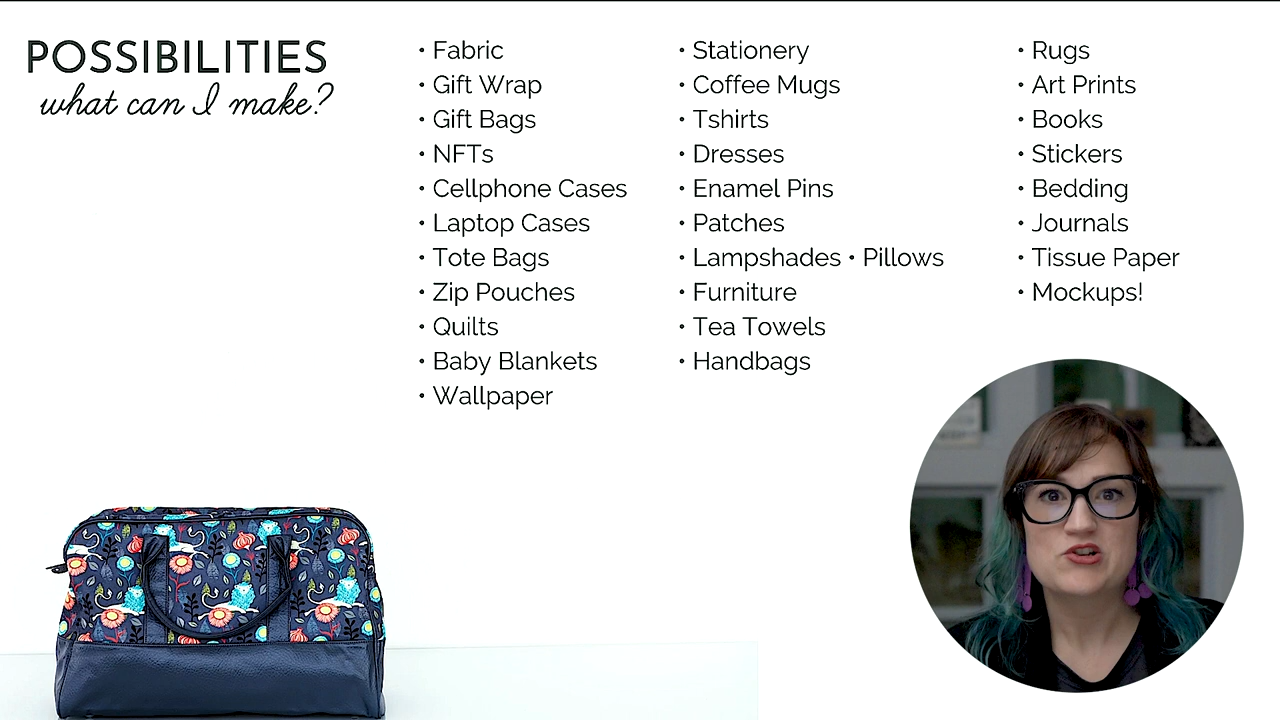 POSSIBILITIES
what can I make?
• Fabric
• Gift Wrap
• Gift Bags
• NFTs
• Cellphone Cases
• Laptop Cases
• Tote Bags
• Zip Pouches
• Quilts
• Baby Blankets
• Wallpaper
• Stationery
• Coffee Mugs
• Tshirts
• Dresses
• Enamel Pins
• Patches
• Lampshades • Pillows
• Furniture
• Tea Towels
• Handbags
• Rugs
• Art Prints
• Books
• Stickers
• Bedding
• Journals
• Tissue Paper
• Mockups!